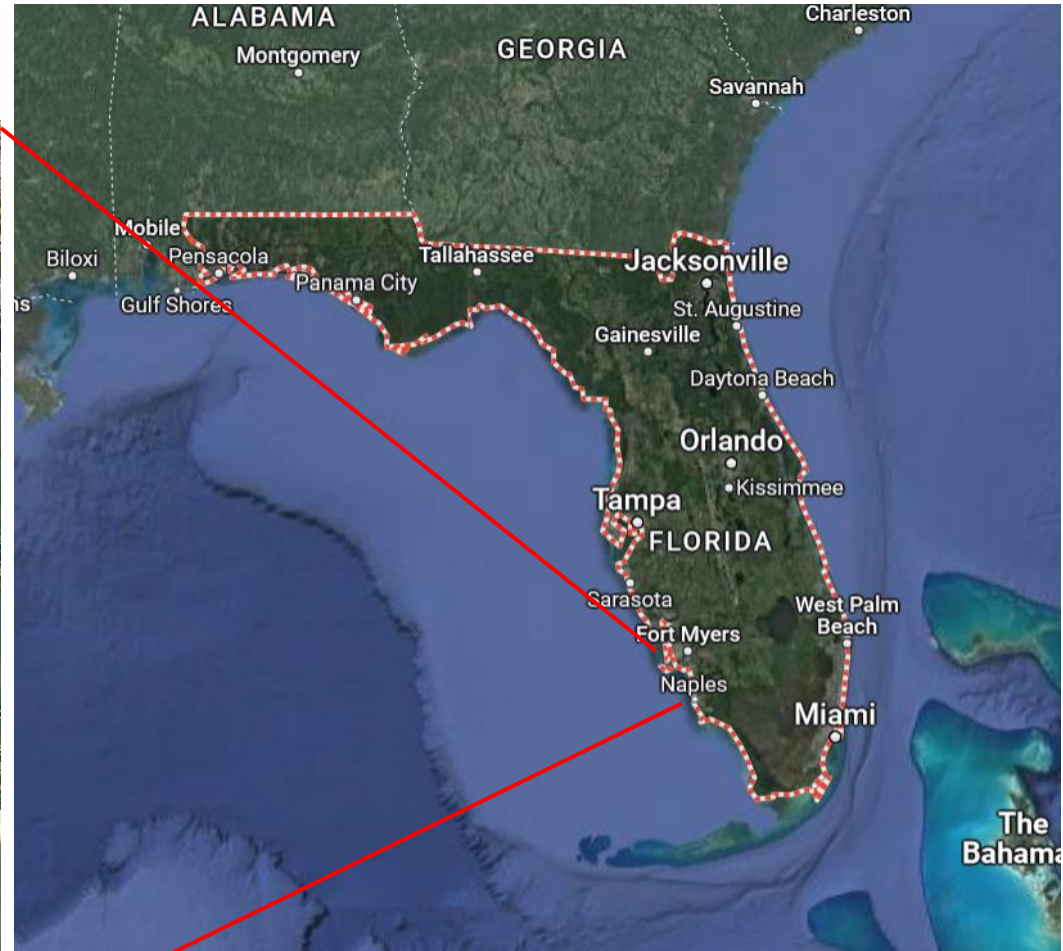 ALABAMA
Charleston
Montgomery
GEORGIA
Savannah
Mobile
Biloxi
Pensacola
Tallahassee
Jacksonville
Panama City
ns
Gulf Shores
St. Augustine
Gainesville
Daytona Beach
Orlando
Kissimmee
Tampa
FLORIDA
Sarasota
West Palm
Beach
Fort Myers
Naples
Miami
The
Bahama